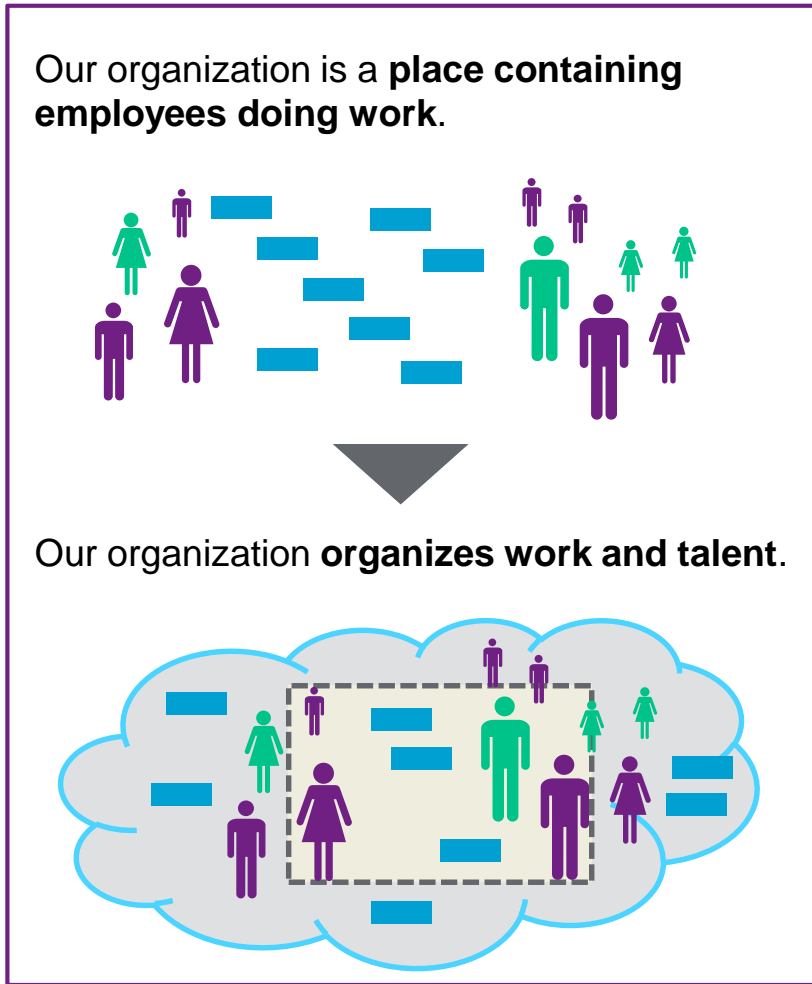 Our organization is a place containing
employees doing work.
Our organization organizes work and talent.